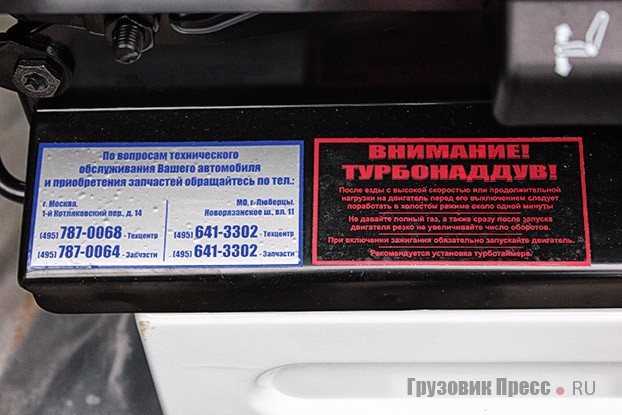 По вопросам технического
обслуживания Вашего автомобиля
и приобретения запчастей обращайтесь по тел.:
г. Москва,
1-й Котляковский пер. д. 14
(495) 787-0068 - Техцентр
(495) 787-0064 - Запчасти
МО, г. Люберцы,
Новорязанское ш., вл. 11
(495) 641-3302 - Техцентр
(495) 641-3302 - Запчасти
ВНИМАНИЕ!
ТУРБОНАДДУВ!
После езды с высокой скоростью или продолжительной
нагрузки на двигатель перед его выключением следует
поработать в холостом режиме около одной минуты
Не давайте полный газ, а также сразу после запуска
двигателя резко не увеличивайте число оборотов.
При включении зажигания обязательно запускайте двигатель.
Рекомендуется установка турботаймера.
Грузовик Пресс.RU